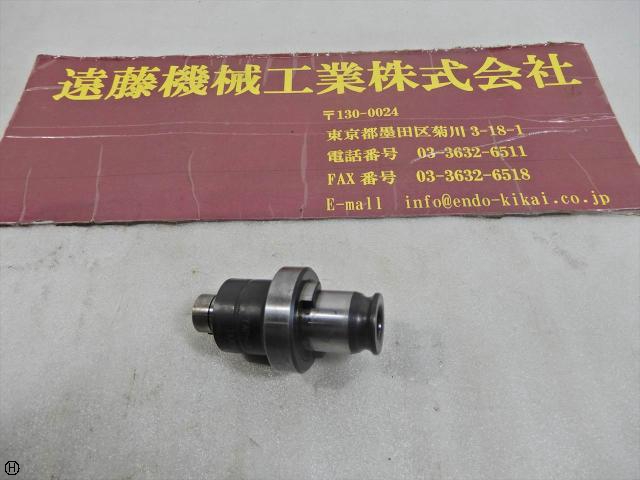 遠藤機械工業株式会社
〒130-0024
東京都墨田区菊川 3-18-1
電話番号 03-3632-6511
FAX 番号 03-3632-6518
E-mall info@endo-kikai.co.jp
H